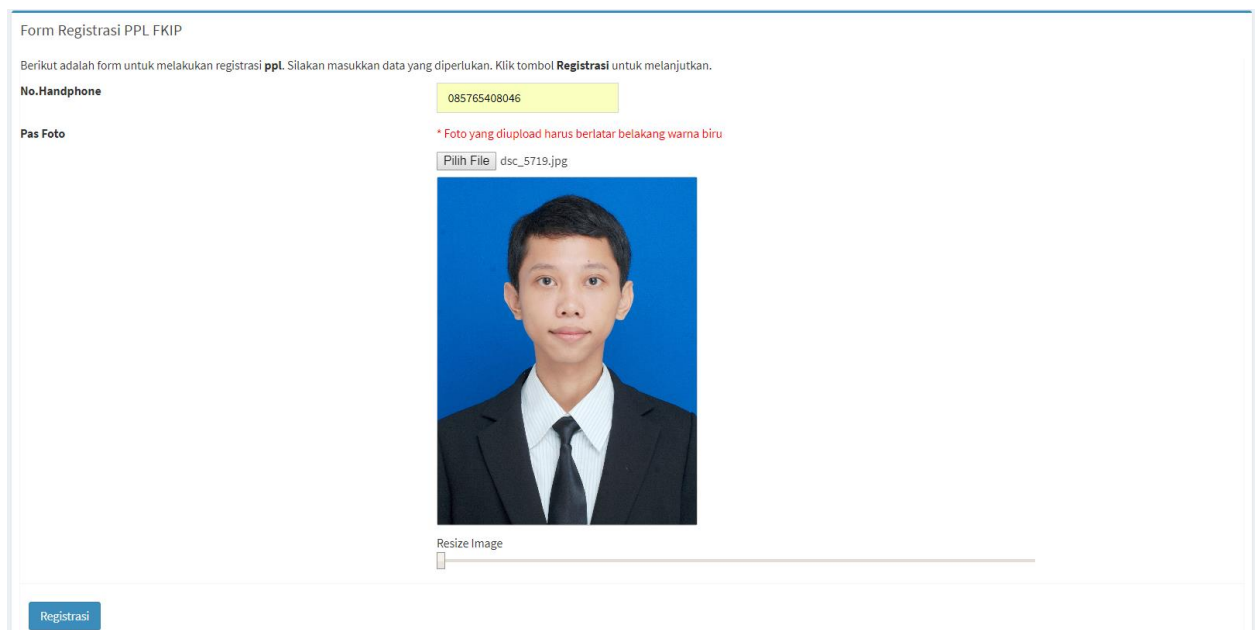 Form Registrasi PPL FKIP
Berikut adalah form untuk melakukan registrasi ppl. Silakan masukkan data yang diperlukan. Klik tombol Registrasi untuk melanjutkan.
No.Handphone
085765408046
Pas Foto
* Foto yang diupload harus berlatar belakang warna biru
Pilih File dsc_5719.jpg
Resize Image
Registrasi